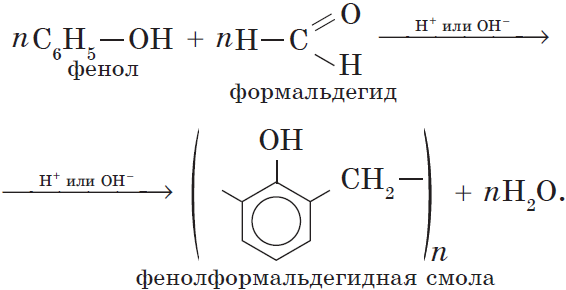 nC₆H₅—OH + nH—C
O
H
H⁺ или OH⁻
фенол
формальдегид
H⁺ или OH⁻
OH
CH₂—
n
+ nH₂O.
фенолформальдегидная смола